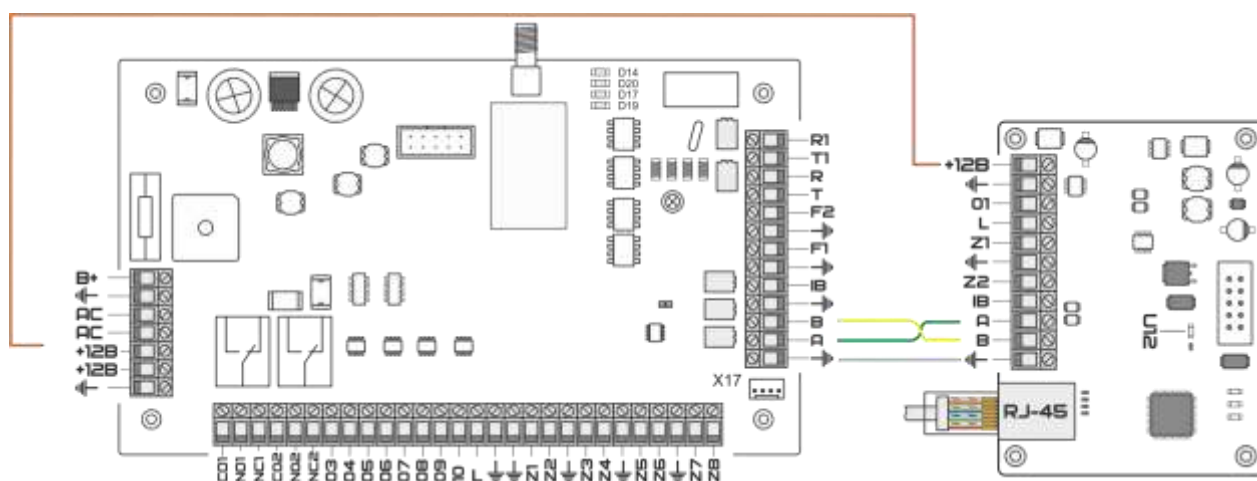 D14
D20
D17
D19
R1
T1
R
T
F2
F1
IB
B
A
X17
B+
AC
AC
+12B
+12B
CO1
NO1
NC1
CO2
NO2
NC2
O3
O4
O5
O6
O7
O8
O9
10
L
Z1
Z2
Z3
Z4
Z5
Z6
Z7
Z8
+12B
O1
L
Z1
Z2
IB
A
B
RJ-45